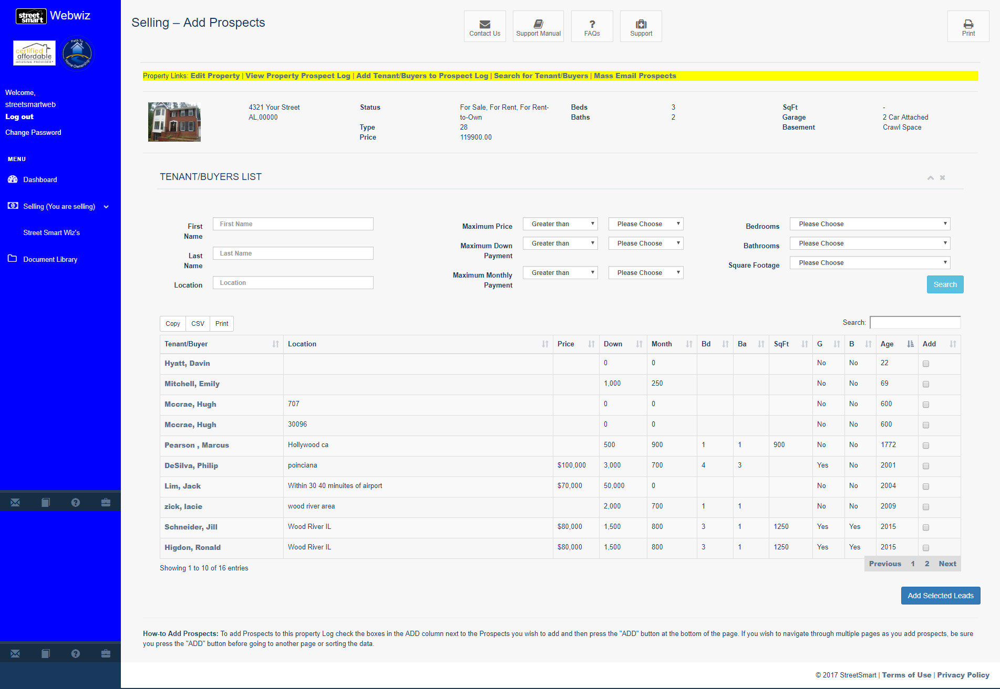 street smart Webwiz
certified affordable HOUSING PROVIDER
Path To Home Ownership
Welcome,
streetsmartweb
Log out
Change Password
MENU
Dashboard
Selling (You are selling)
Street Smart Wiz's
Document Library
Selling – Add Prospects
Contact Us
Support Manual
?
FAQs
Support
Print
Property Links: Edit Property | View Property Prospect Log | Add Tenant/Buyers to Prospect Log | Search for Tenant/Buyers | Mass Email Prospects
4321 Your Street
AL,00000
Status For Sale, For Rent, For Rent-
to-Own
Type 28
Price 119900.00
Beds 3
Baths 2
SqFt -
Garage 2 Car Attached
Basement Crawl Space
TENANT/BUYERS LIST
First Name First Name
Last Name Last Name
Location Location
Maximum Price Greater than Please Choose
Maximum Down Payment Greater than Please Choose
Maximum Monthly Payment Greater than Please Choose
Bedrooms Please Choose
Bathrooms Please Choose
Square Footage Please Choose
Search
Copy CSV Print
Search:
Tenant/Buyer Location Price Down Month Bd Ba SqFt G B Age Add
Hyatt, Davin 0 0 No No 22
Mitchell, Emily 1,000 250 No No 69
Mccrae, Hugh 707 0 0 No No 600
Mccrae, Hugh 30096 0 0 No No 600
Pearson , Marcus Hollywood ca 500 900 1 1 900 No No 1772
DeSilva, Philip poinciana $100,000 3,000 700 4 3 Yes No 2001
Lim, Jack Within 30 40 minuites of airport $70,000 50,000 0 No No 2004
zick, lacie wood river area 2,000 700 1 1 No No 2009
Schneider, Jill Wood River IL $80,000 1,500 800 3 1 1250 Yes Yes 2015
Higdon, Ronald Wood River IL $80,000 1,500 800 3 1 1250 Yes Yes 2015
Showing 1 to 10 of 16 entries
Previous 1 2 Next
Add Selected Leads
How-to Add Prospects: To add Prospects to this property Log check the boxes in the ADD column next to the Prospects you wish to add and then press the "ADD" button at the bottom of the page. If you wish to navigate through multiple pages as you add prospects, be sure
you press the "ADD" button before going to another page or sorting the data.
© 2017 StreetSmart | Terms of Use | Privacy Policy